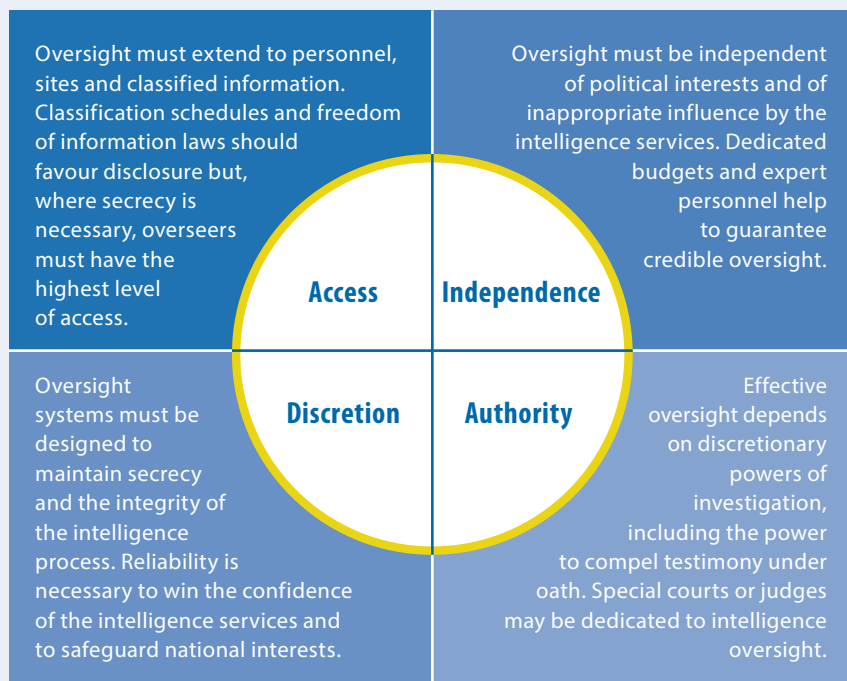 Oversight must extend to personnel,
sites and classified information.
Classification schedules and freedom
of information laws should
favour disclosure but,
where secrecy is
necessary, overseers
must have the
highest level
of access.
Oversight must be independent
of political interests and of
inappropriate influence by the
intelligence services. Dedicated
budgets and expert
personnel help
to guarantee
credible oversight.
Access
Independence
Discretion
Authority
Oversight
systems must be
designed to
maintain secrecy
and the integrity of
the intelligence
process. Reliability is
necessary to win the confidence
of the intelligence services and
to safeguard national interests.
Effective
oversight depends
on discretionary
powers of
investigation,
including the power
to compel testimony under
oath. Special courts or judges
may be dedicated to intelligence
oversight.